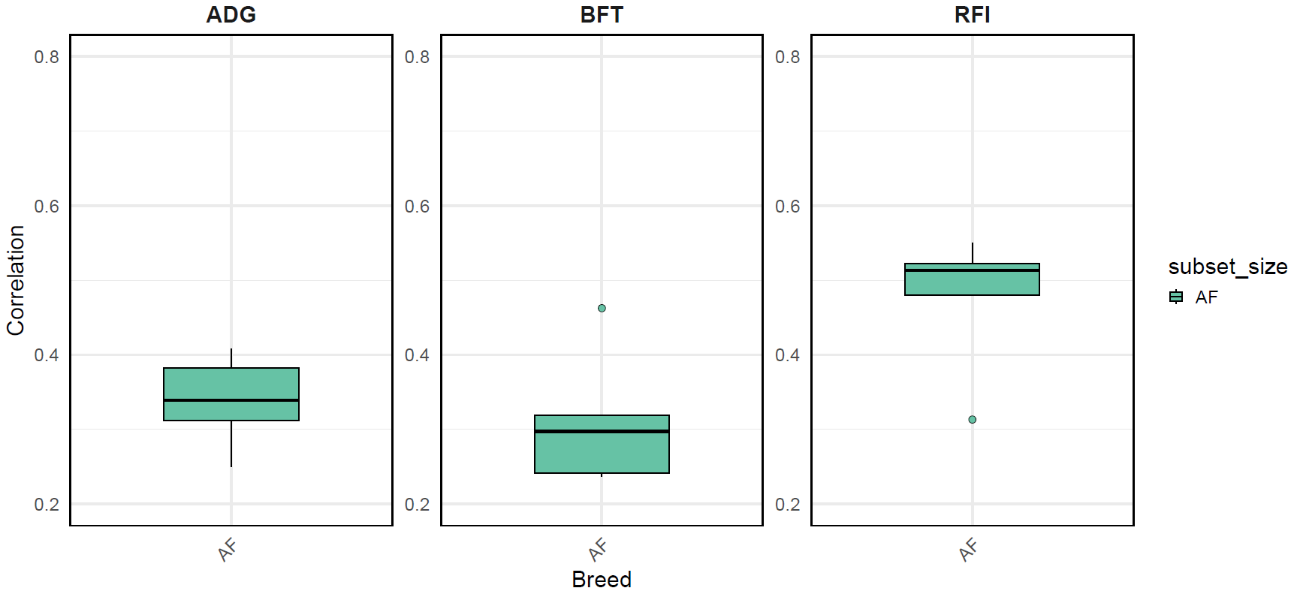 ADG
BFT
RFI
0.8
0.6
0.4
0.2
0.8
0.6
0.4
0.2
0.8
0.6
0.4
0.2
Correlation
AF
AF
AF
Breed
subset_size
AF